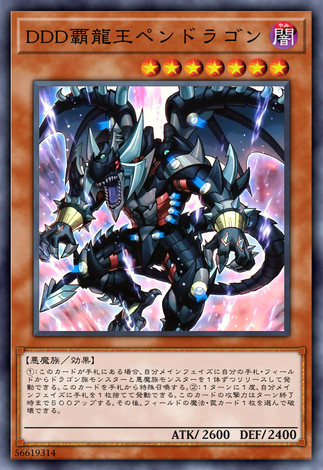 DDD覇龍王ペンドラゴン
やみ
闇
【悪魔族／効果】
①：このカードが手札にある場合、自分メインフェイズに自分の手札・フィー
ルドからドラゴン族モンスターと悪魔族モンスターを１体ずつリリースして発
動できる。このカードを手札から特殊召喚する。②：１ターンに１度、自分メイ
ンフェイズに手札を１枚捨てて発動できる。このカードの攻撃力はターン終了
時まで５００アップする。その後、フィールドの魔法・罠カード１枚を選んで破
壊できる。
ATK/ 2600 DEF/2400
56619314